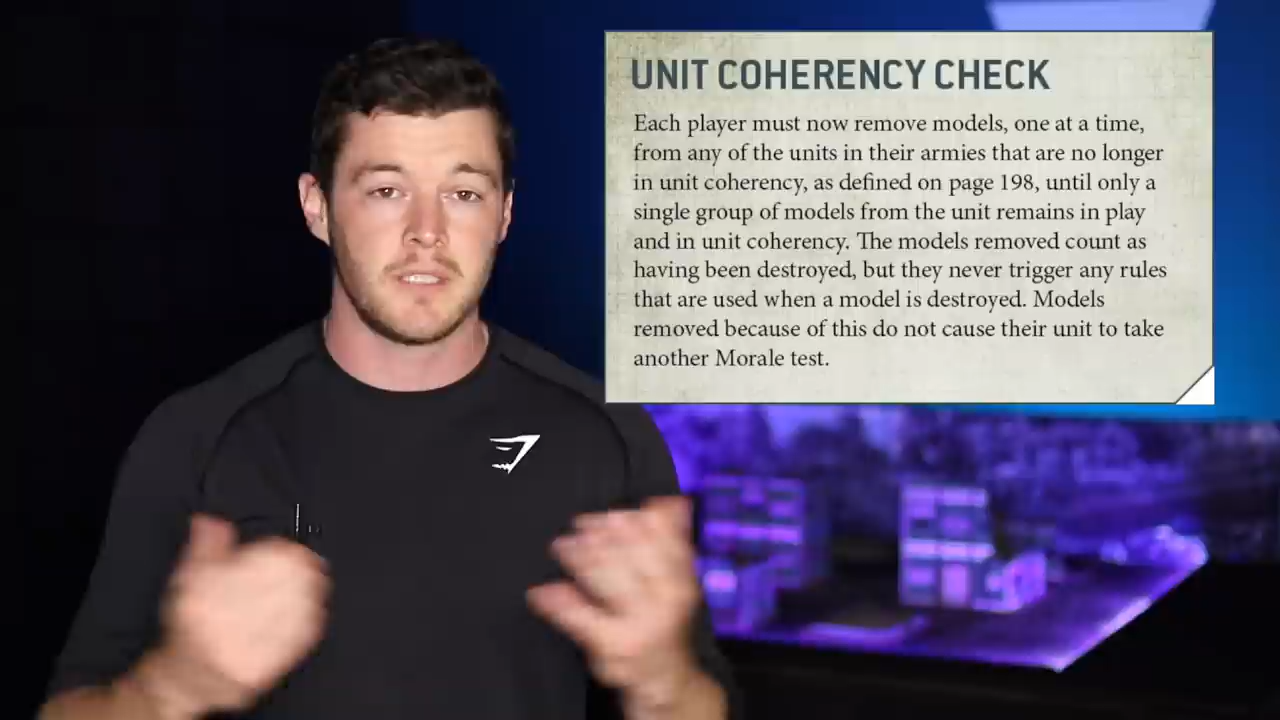 UNIT COHERENCY CHECK
Each player must now remove models, one at a time,
from any of the units in their armies that are no longer
in unit coherency, as defined on page 198, until only a
single group of models from the unit remains in play
and in unit coherency. The models removed count as
having been destroyed, but they never trigger any rules
that are used when a model is destroyed. Models
removed because of this do not cause their unit to take
another Morale test.